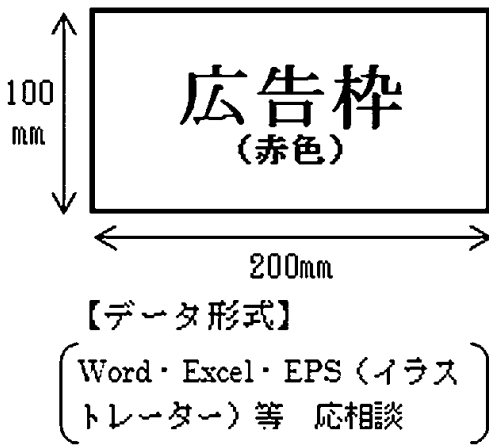 広告枠
(赤色)
100
mm
200mm
【データ形式】
Word・Excel・EPS(イラス
トレーター)等 応相談